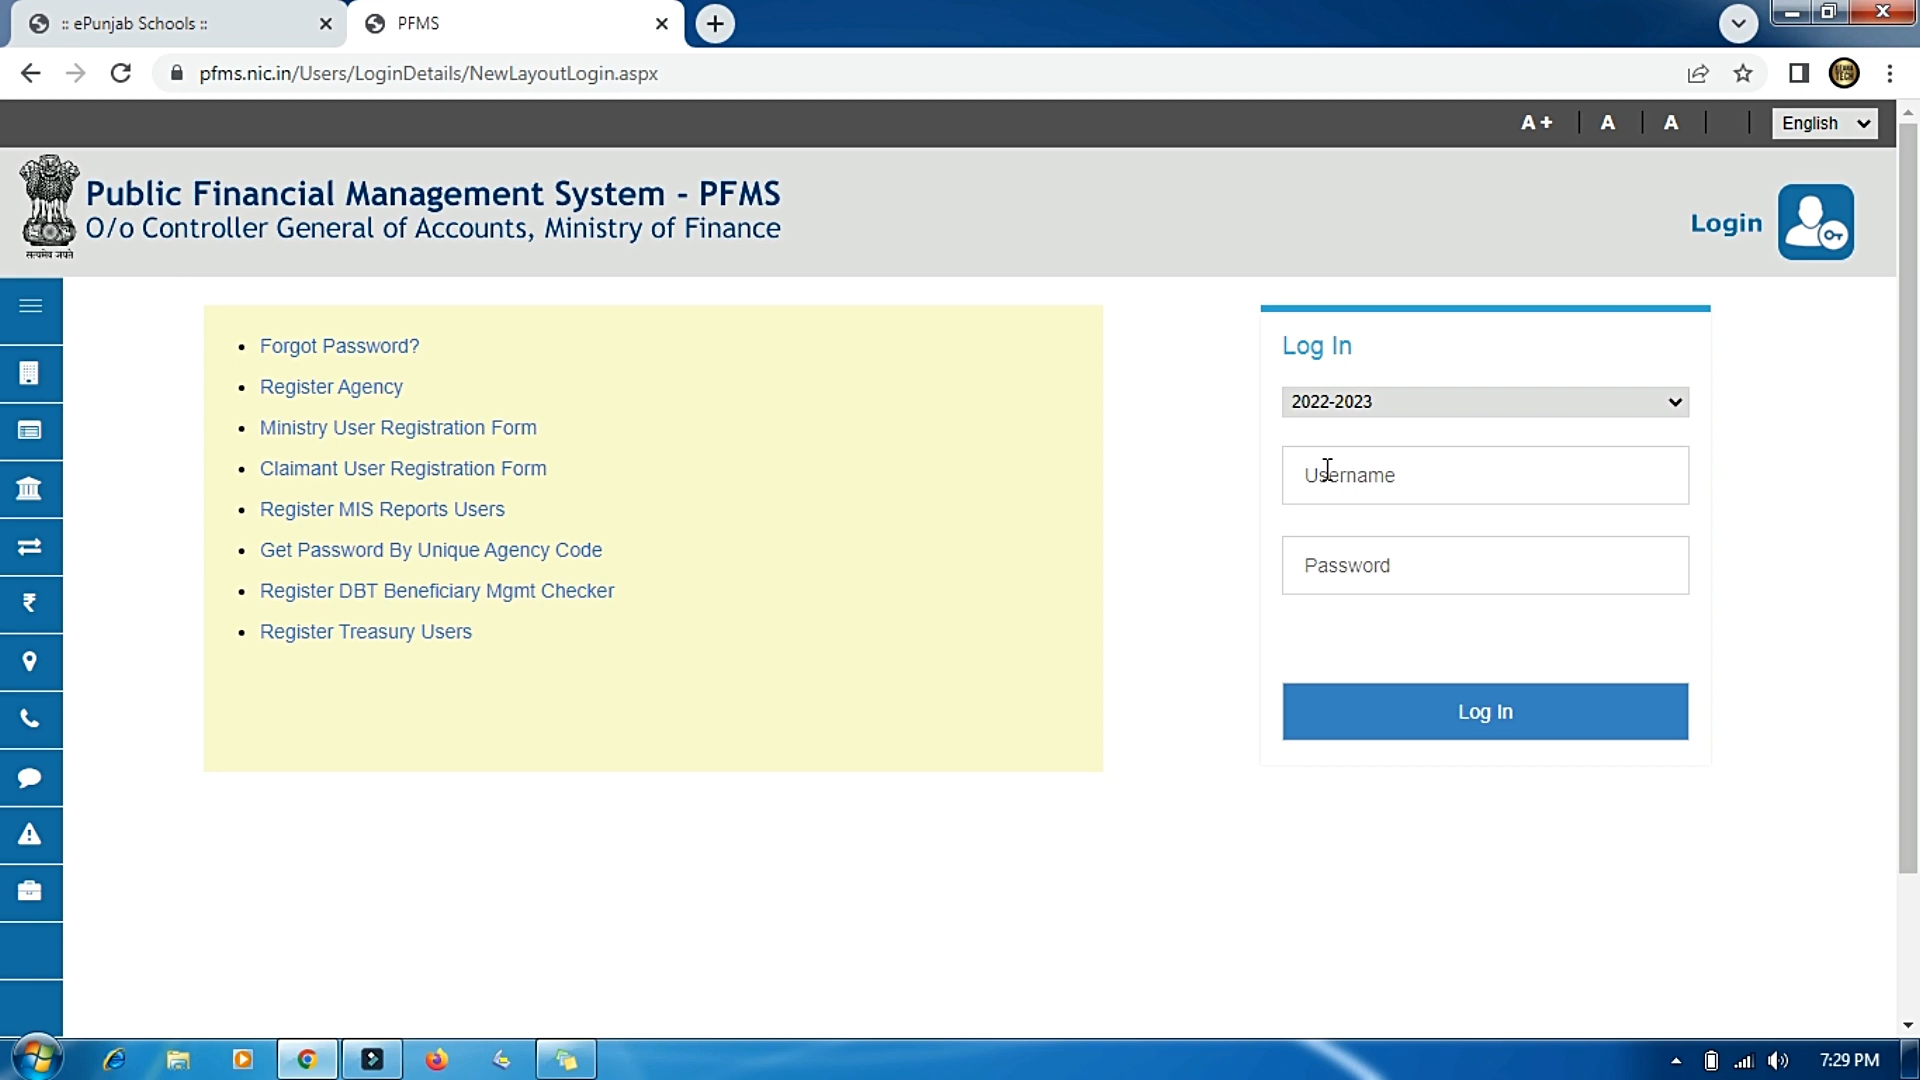 :: ePunjab Schools ::
PFMS
pfms.nic.in/Users/LoginDetails/NewLayoutLogin.aspx
A+ A A English
Public Financial Management System - PFMS
O/o Controller General of Accounts, Ministry of Finance
सत्यमेव जयते
Login
Forgot Password?
Register Agency
Ministry User Registration Form
Claimant User Registration Form
Register MIS Reports Users
Get Password By Unique Agency Code
Register DBT Beneficiary Mgmt Checker
Register Treasury Users
Log In
2022-2023
Username
Password
Log In
7:29 PM